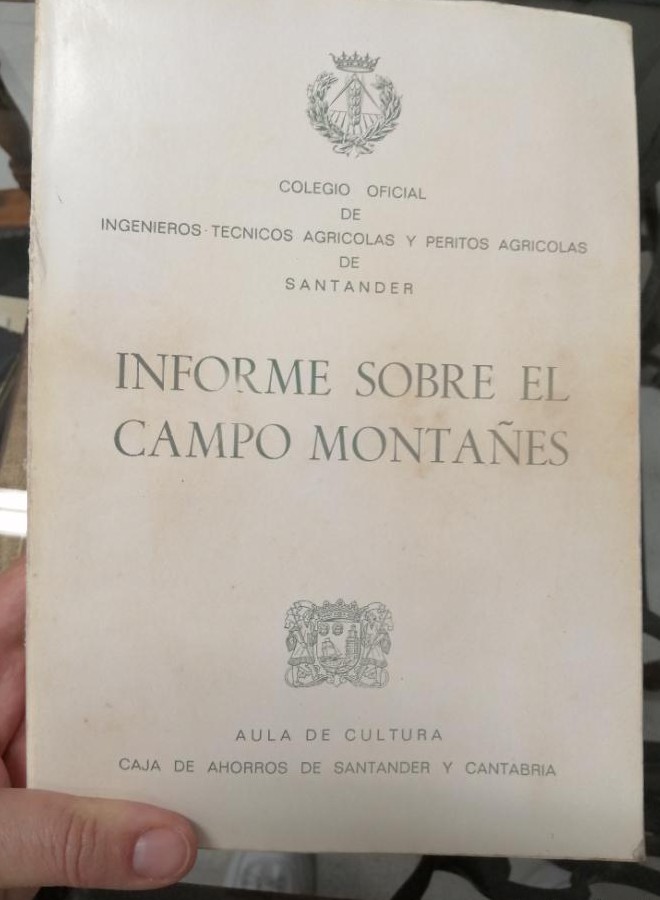 COLEGIO OFICIAL
DE
INGENIEROS · TECNICOS AGRICOLAS Y PERITOS AGRICOLAS
DE
SANTANDER
INFORME SOBRE EL
CAMPO MONTAÑES
AULA DE CULTURA
CAJA DE AHORROS DE SANTANDER Y CANTABRIA